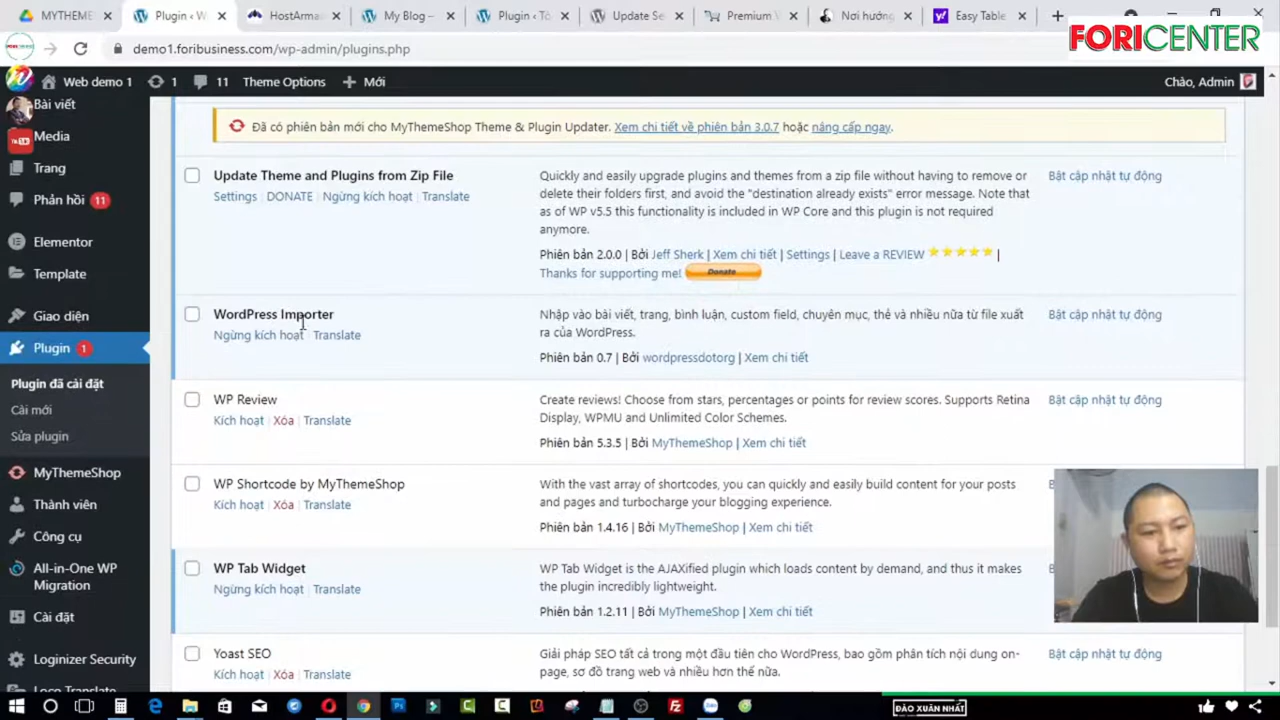 MYTHEME
Plugin ‹ W
HostArma
My Blog –
Plugin ‹ Tổ
Update Se
Premium V
Nơi hướng
Easy Table
FORICENTER
demo1.foribusiness.com/wp-admin/plugins.php
Web demo 1
1
11
Theme Options
Mới
Chào, Admin
Bài viết
Media
Trang
Phản hồi 11
Elementor
Template
Giao diện
Plugin 1
Plugin đã cài đặt
Cài mới
Sửa plugin
MyThemeShop
Thành viên
Công cụ
All-in-One WP
Migration
Cài đặt
Loginizer Security
Loco Translate
Đã có phiên bản mới cho MyThemeShop Theme & Plugin Updater. Xem chi tiết về phiên bản 3.0.7 hoặc nâng cấp ngay.
Update Theme and Plugins from Zip File
Settings | DONATE | Ngừng kích hoạt | Translate
Quickly and easily upgrade plugins and themes from a zip file without having to remove or
delete their folders first, and avoid the "destination already exists" error message. Note that
as of WP v5.5 this functionality is included in WP Core and this plugin is not required
anymore.
Phiên bản 2.0.0 | Bởi Jeff Sherk | Xem chi tiết | Settings | Leave a REVIEW ★★★★★ |
Thanks for supporting me! Donate
Bật cập nhật tự động
WordPress Importer
Ngừng kích hoạt | Translate
Nhập vào bài viết, trang, bình luận, custom field, chuyên mục, thẻ và nhiều nữa từ file xuất
ra của WordPress.
Phiên bản 0.7 | Bởi wordpressdotorg | Xem chi tiết
Bật cập nhật tự động
WP Review
Kích hoạt | Xóa | Translate
Create reviews! Choose from stars, percentages or points for review scores. Supports Retina
Display, WPMU and Unlimited Color Schemes.
Phiên bản 5.3.5 | Bởi MyThemeShop | Xem chi tiết
Bật cập nhật tự động
WP Shortcode by MyThemeShop
Kích hoạt | Xóa | Translate
With the vast array of shortcodes, you can quickly and easily build content for your posts
and pages and turbocharge your blogging experience.
Phiên bản 1.4.16 | Bởi MyThemeShop | Xem chi tiết
WP Tab Widget
Ngừng kích hoạt | Translate
WP Tab Widget is the AJAXified plugin which loads content by demand, and thus it makes
the plugin incredibly lightweight.
Phiên bản 1.2.11 | Bởi MyThemeShop | Xem chi tiết
Yoast SEO
Kích hoạt | Xóa | Translate
Giải pháp SEO tất cả trong một đầu tiên cho WordPress, bao gồm phân tích nội dung on-
page, sơ đồ trang web và nhiều hơn thế nữa.
Bật cập nhật tự động
ĐÀO XUÂN NHẤT